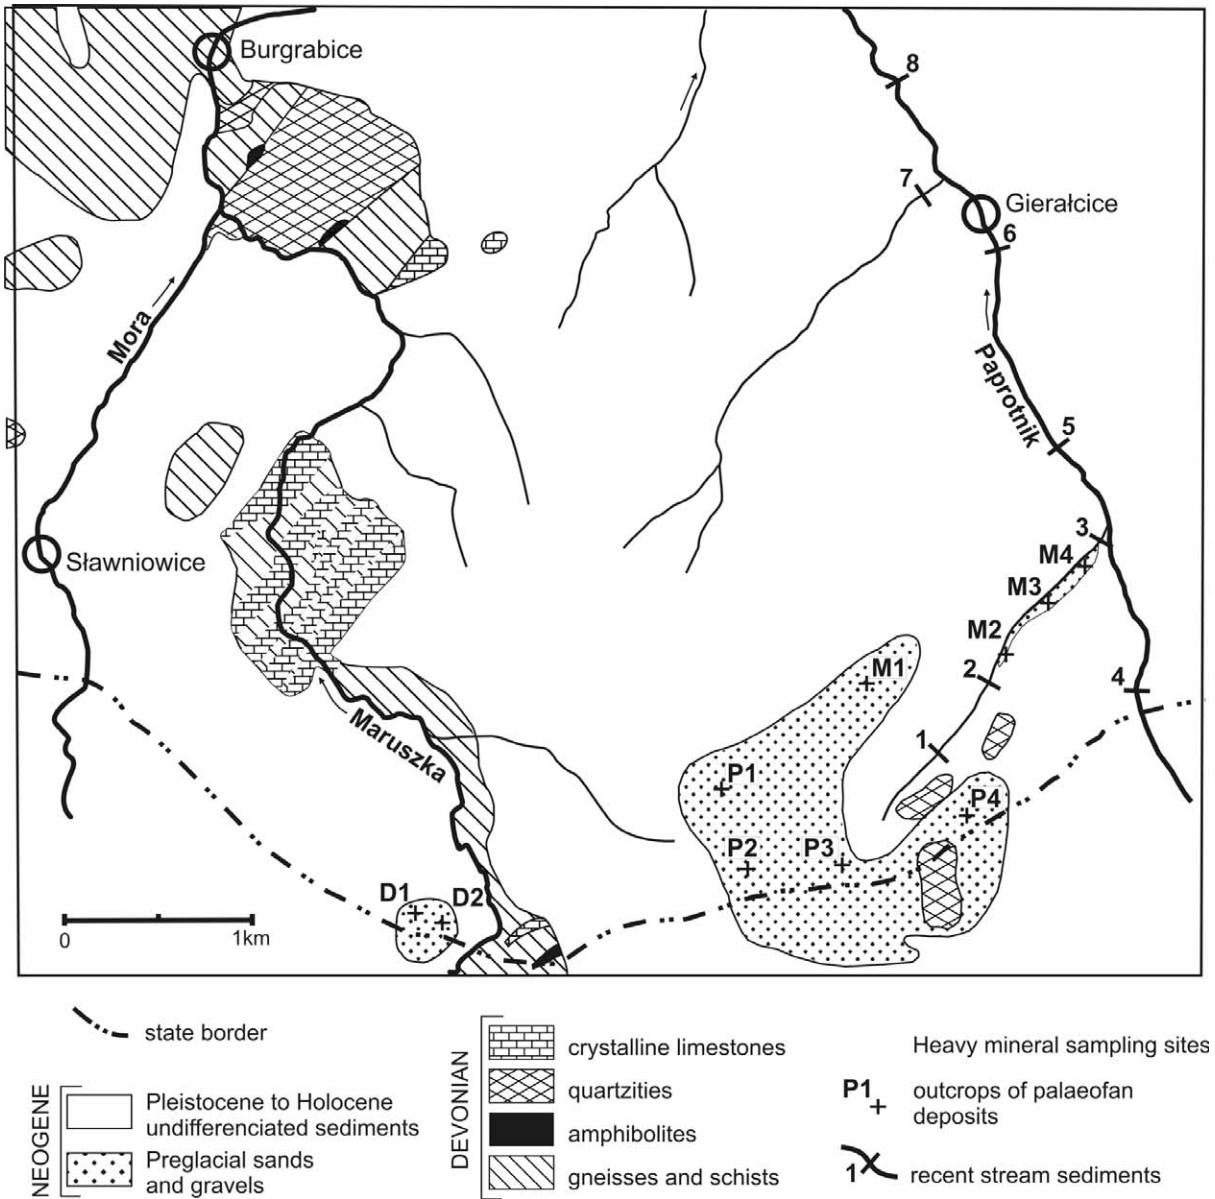 Burgrabice
8
7
Gierałcice
6
Mora
Paprotnik
5
3
M4
Sławniowice
M3
M2
M1
2
4
Maruszka
1
P1
P4
P2
P3
D1
D2
0
1km
state border
NEOGENE
Pleistocene to Holocene
undifferenciated sediments
Preglacial sands
and gravels
DEVONIAN
crystalline limestones
quartzities
amphibolites
gneisses and schists
Heavy mineral sampling sites
P1
outcrops of palaeofan
deposits
1
recent stream sediments